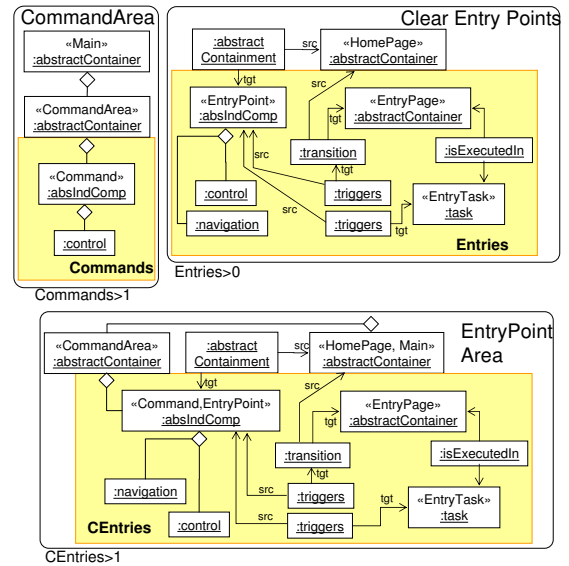 CommandArea
«Main»
:abstractContainer
«CommandArea»
:abstractContainer
«Command»
:absIndComp
:control
Commands
Commands>1
Clear Entry Points
:abstract
Containment
src
«HomePage»
:abstractContainer
tgt
src
«EntryPoint»
:absIndComp
«EntryPage»
:abstractContainer
tgt
src
:transition
:isExecutedIn
tgt
:control
:triggers
«EntryTask»
:task
src
:navigation
:triggers
tgt
Entries
Entries>0
EntryPoint
Area
«CommandArea»
:abstractContainer
:abstract
Containment
src
«HomePage, Main»
:abstractContainer
tgt
src
«Command,EntryPoint»
:absIndComp
«EntryPage»
:abstractContainer
tgt
:transition
:isExecutedIn
tgt
:navigation
src
:triggers
tgt
«EntryTask»
:task
CEntries
:control
src
:triggers
CEntries>1